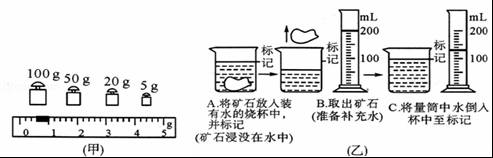 100 g 50 g 20 g 5 g
0 1 2 3 4 5g
(甲)
标记
mL
200
100
标记
mL
200
100
A.将矿石放入装
有水的烧杯中，
并标记
(矿石浸没在水中)
B.取出矿石
(准备补充水)
C.将量筒中水倒入
杯中至标记
(乙)